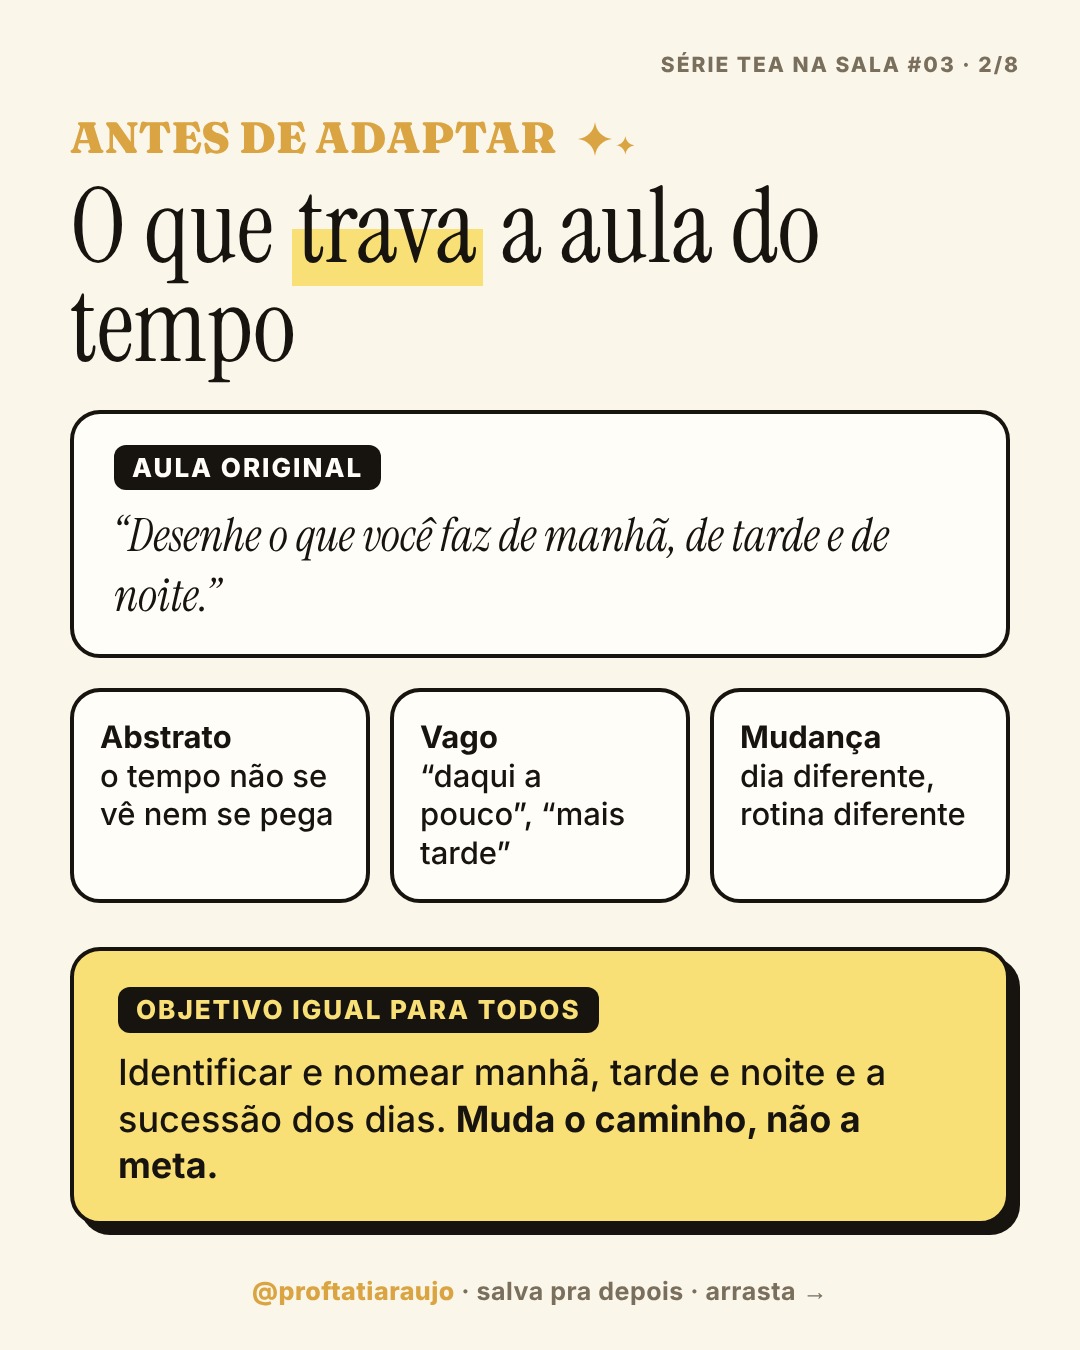 SÉRIE TEA NA SALA #03 · 2/8
ANTES DE ADAPTAR
O que trava a aula do
tempo
AULA ORIGINAL
“Desenhe o que você faz de manhã, de tarde e de
noite.”
Abstrato
o tempo não se
vê nem se pega
Vago
“daqui a
pouco”, “mais
tarde”
Mudança
dia diferente,
rotina diferente
OBJETIVO IGUAL PARA TODOS
Identificar e nomear manhã, tarde e noite e a
sucessão dos dias. Muda o caminho, não a
meta.
@proftatiaraujo · salva pra depois · arrasta →